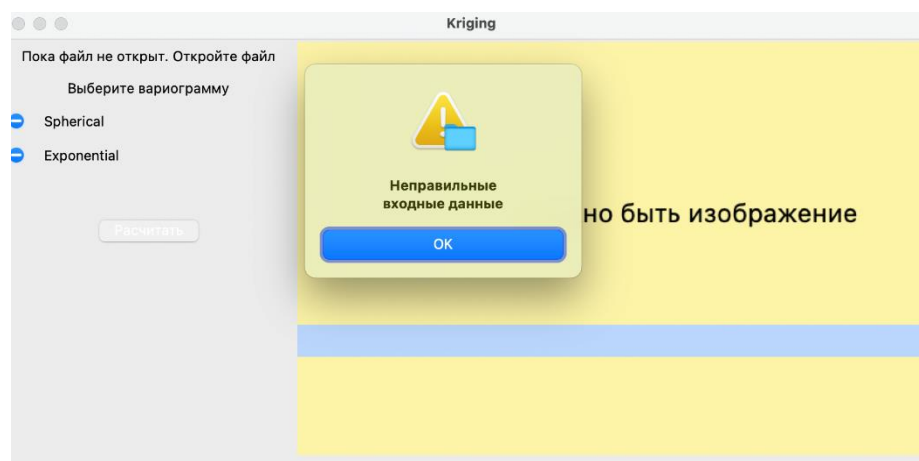 Kriging
Пока файл не открыт. Откройте файл
Выберите вариограмму
Spherical
Exponential
Расчитать
Неправильные
входные данные
OK
но быть изображение